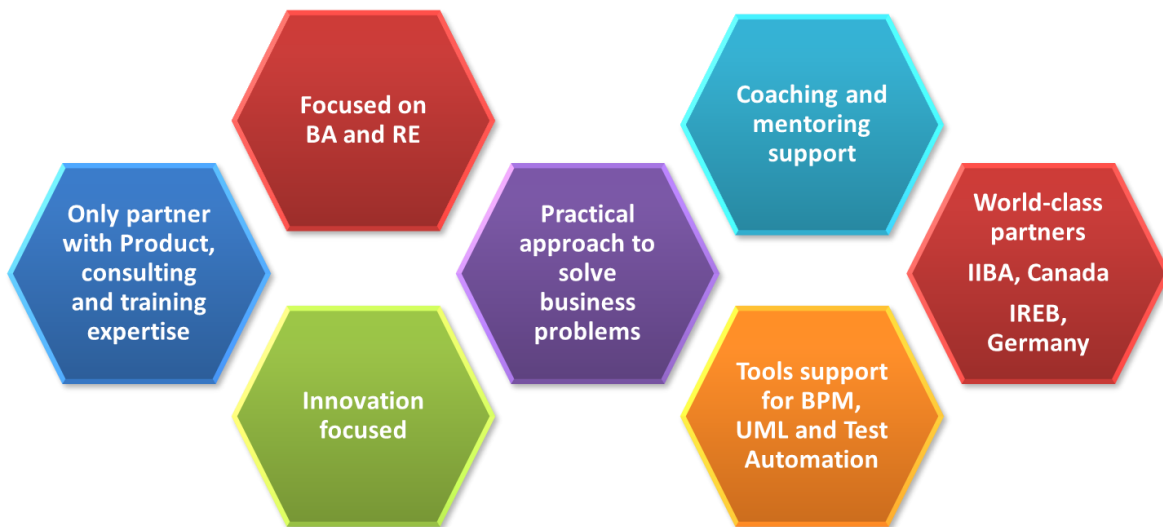 Only partner
with Product,
consulting
and training
expertise
Focused on
BA and RE
Innovation
focused
Practical
approach to
solve
business
problems
Coaching and
mentoring
support
Tools support
for BPM,
UML and Test
Automation
World-class
partners
IIBA, Canada
IREB,
Germany